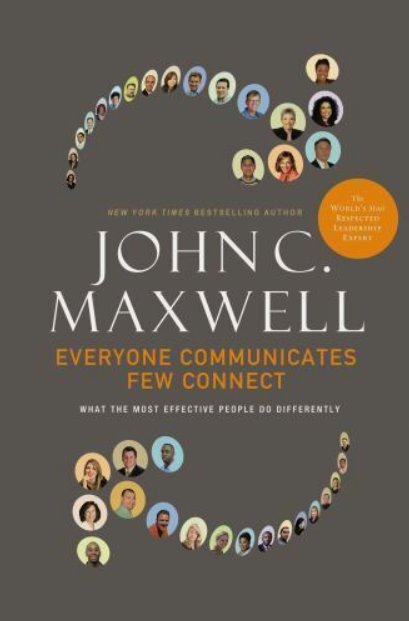 NEW YORK TIMES BESTSELLING AUTHOR
The
WORLD'S Most
RESPECTED
LEADERSHIP
EXPERT
JOHN C.
MAXWELL
EVERYONE COMMUNICATES
FEW CONNECT
WHAT THE MOST EFFECTIVE PEOPLE DO DIFFERENTLY